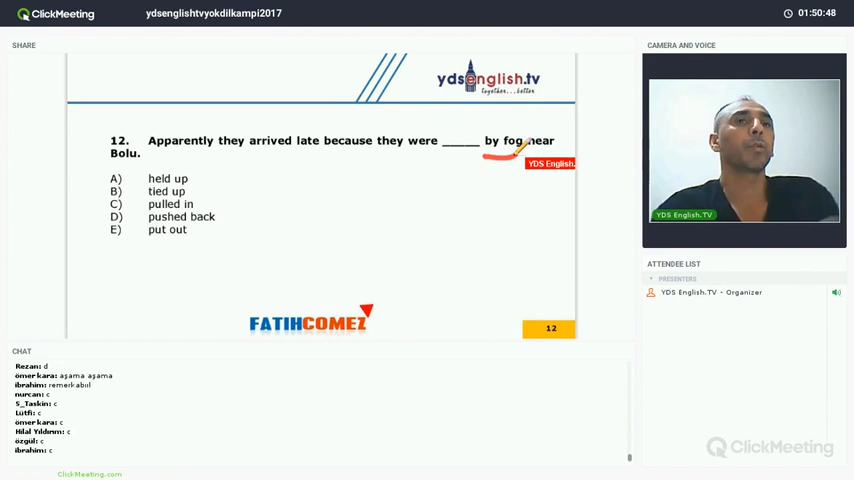 ClickMeeting
ydsenglishtvyokdilkampi2017
01:50:48
SHARE
CAMERA AND VOICE
ydsenglish.tv
together...better
12. Apparently they arrived late because they were _____ by fog near
Bolu.
YDS English.
A) held up
B) tied up
C) pulled in
D) pushed back
E) put out
FATIHCOMEZ
12
YDS English.TV
ATTENDEE LIST
PRESENTERS
YDS English.TV - Organizer
CHAT
Rezan: d
ömer kara: aşama aşama
ibrahim: remerkabııl
nurcan: c
S_Taskin: c
Lütfi: c
ömer kara: c
Hilal Yıldırım: c
özgül: c
ibrahim: c
ClickMeeting
ClickMeeting.com